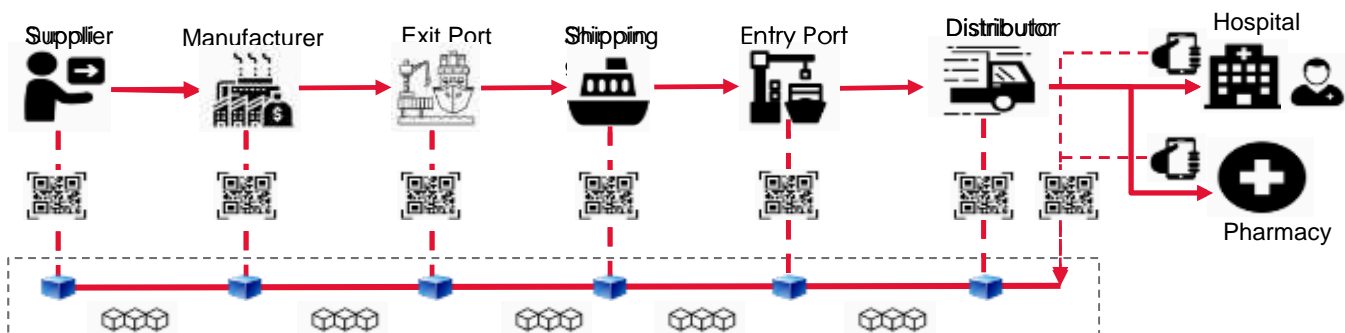 Supplier
Manufacturer
Exit Port
Shipping
Entry Port
Distributor
Hospital
$
Pharmacy